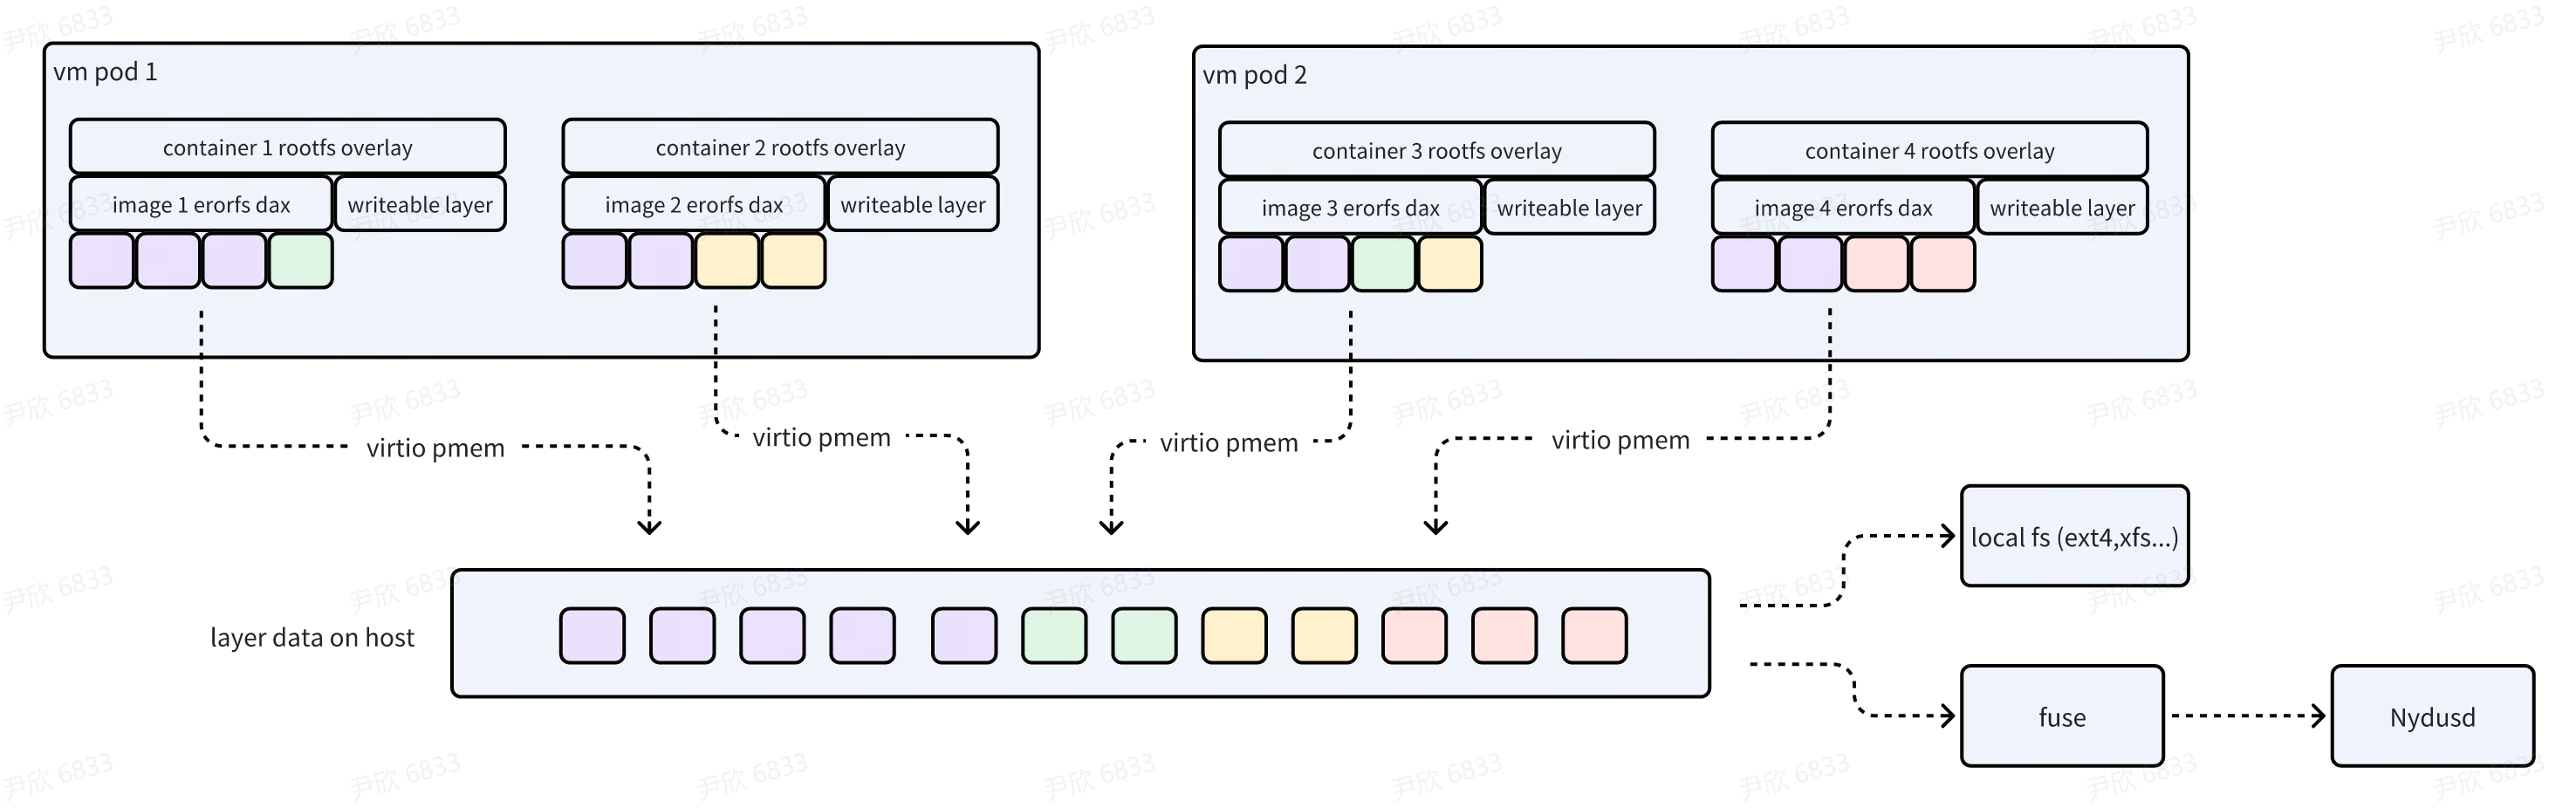 vm pod 1
container 1 rootfs overlay
image 1 erorfs dax
writeable layer
container 2 rootfs overlay
image 2 erorfs dax
writeable layer
vm pod 2
container 3 rootfs overlay
image 3 erorfs dax
writeable layer
container 4 rootfs overlay
image 4 erorfs dax
writeable layer
virtio pmem
virtio pmem
virtio pmem
virtio pmem
layer data on host
local fs (ext4,xfs...)
fuse
Nydusd
尹欣 6833